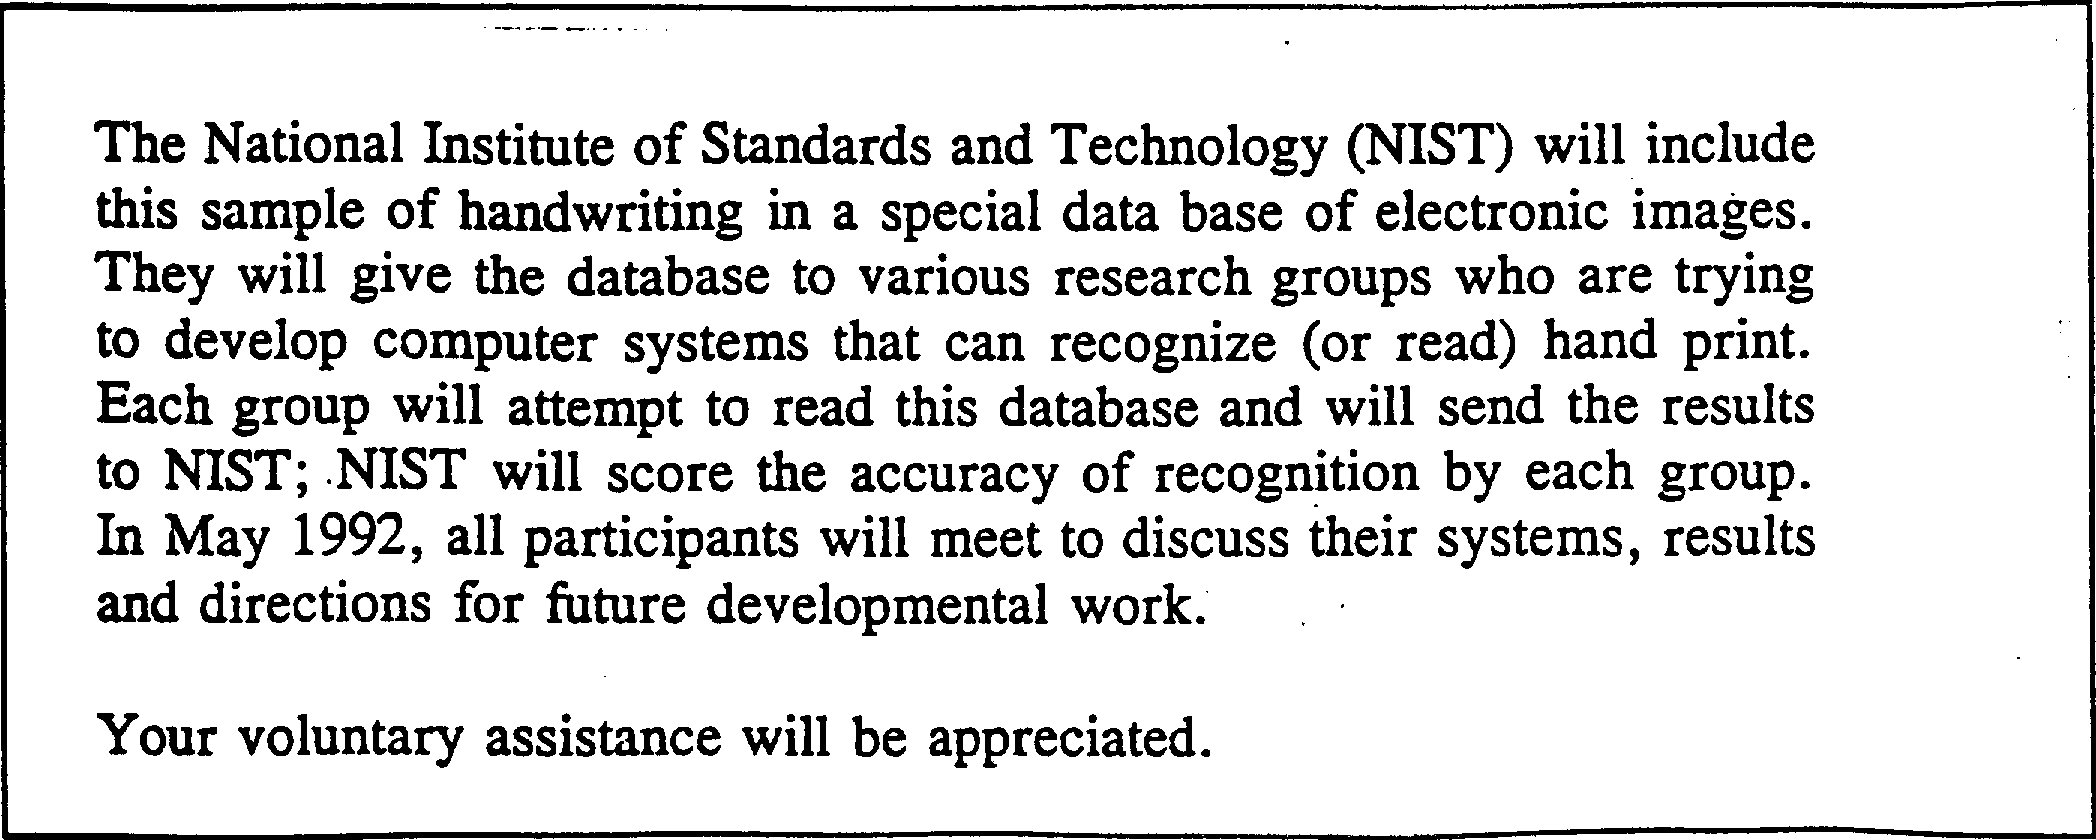 The National Institute of Standards and Technology (NIST) will include
this sample of handwriting in a special data base of electronic images.
They will give the database to various research groups who are trying
to develop computer systems that can recognize (or read) hand print.
Each group will attempt to read this database and will send the results
to NIST; NIST will score the accuracy of recognition by each group.
In May 1992, all participants will meet to discuss their systems, results
and directions for future developmental work.
Your voluntary assistance will be appreciated.